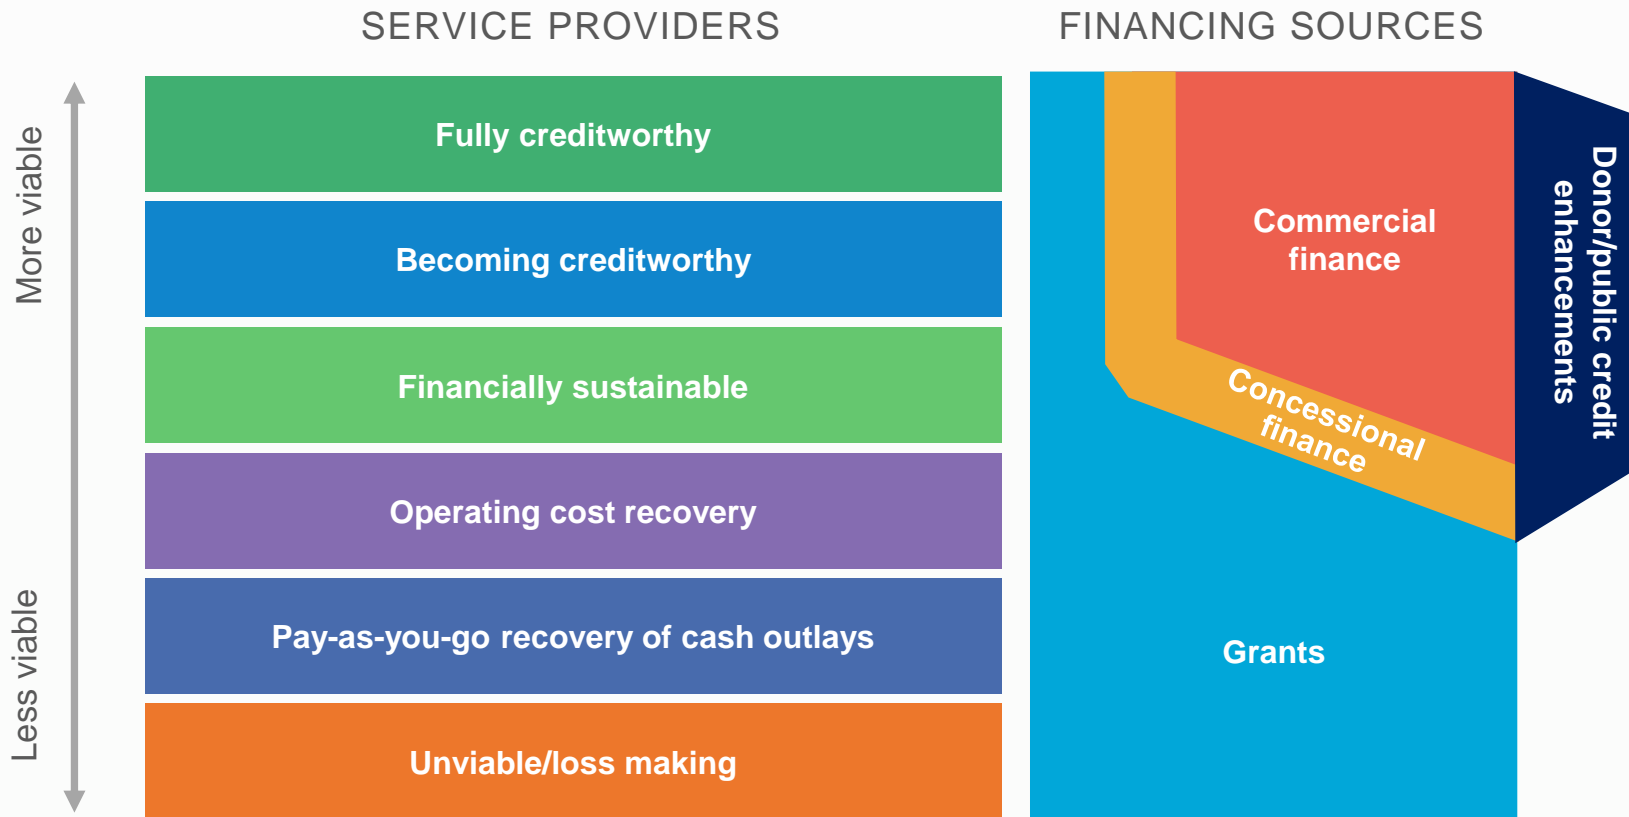 SERVICE PROVIDERS
FINANCING SOURCES
More viable
Less viable
Fully creditworthy
Becoming creditworthy
Financially sustainable
Operating cost recovery
Pay-as-you-go recovery of cash outlays
Unviable/loss making
Commercial
finance
Concessional
finance
Grants
Donor/public credit
enhancements